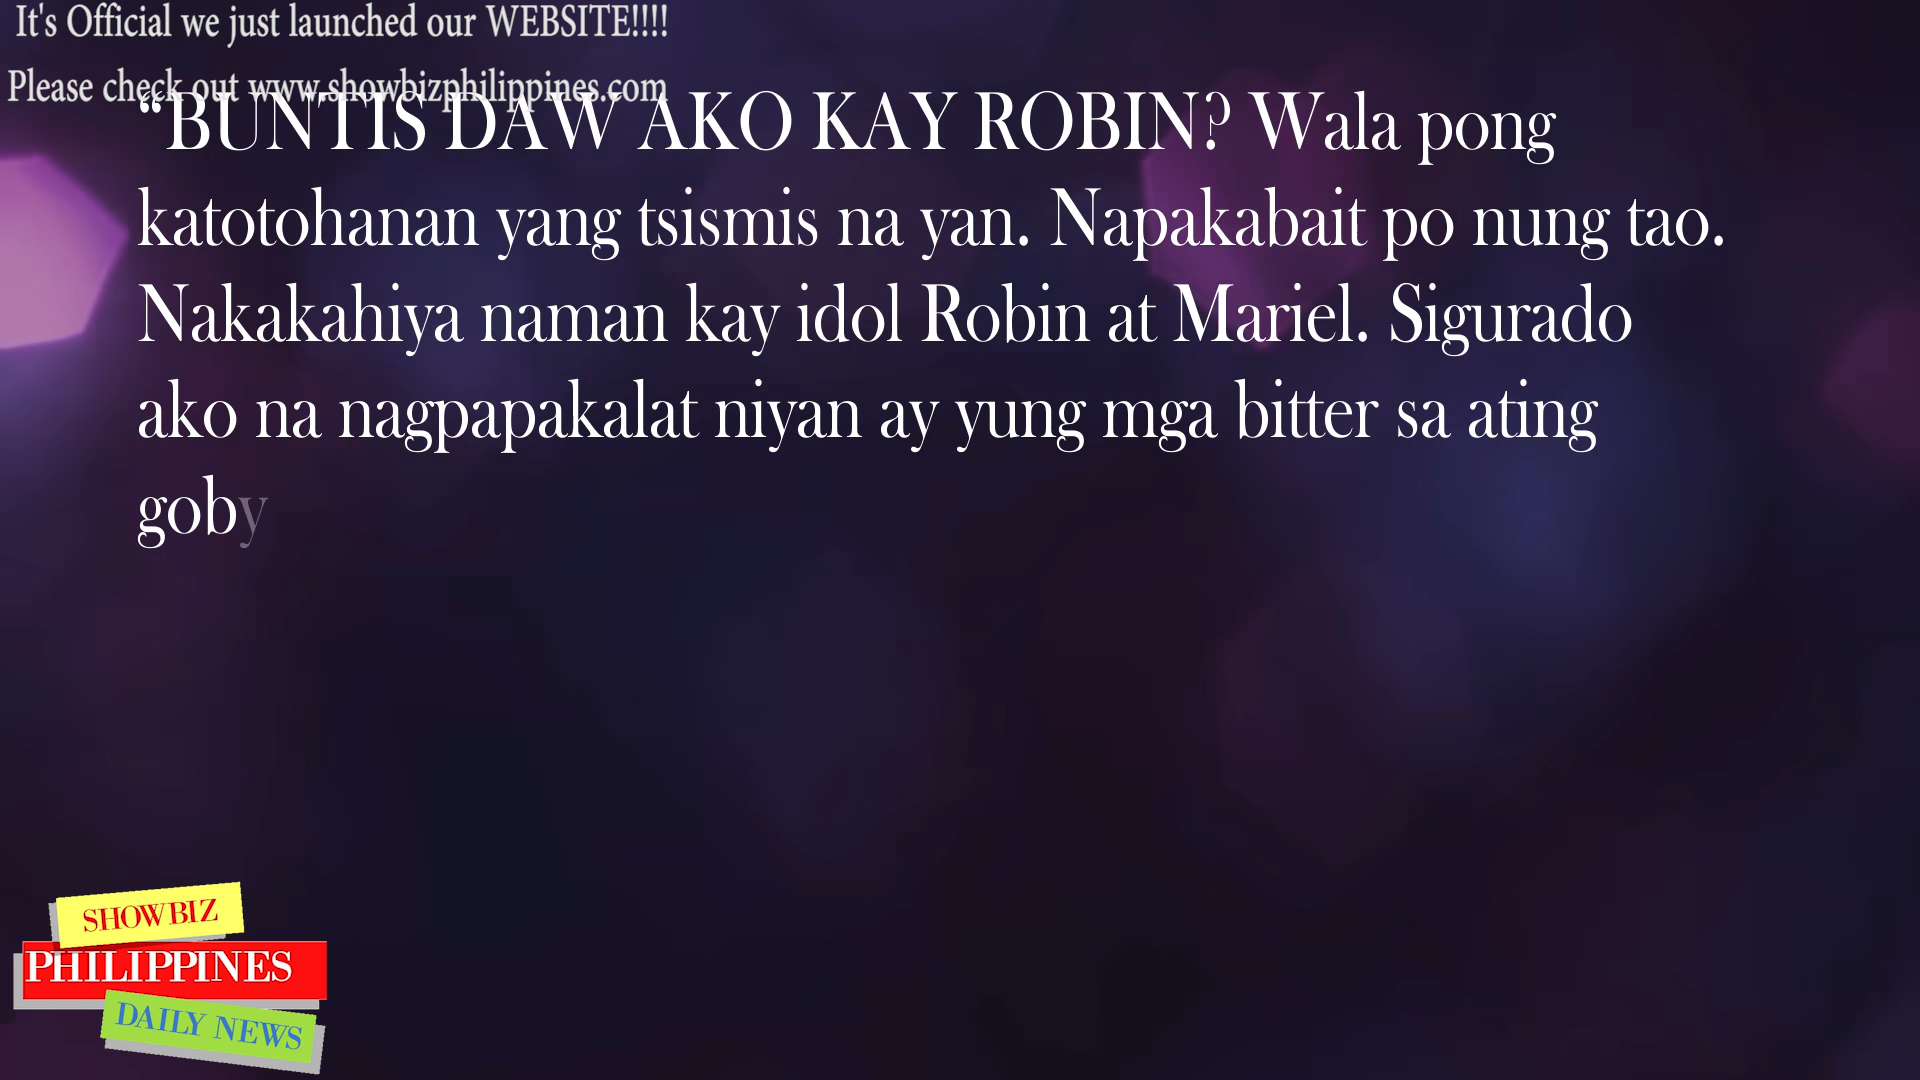 It's Official we just launched our WEBSITE!!!!
Please check out www.showbizphilippines.com
“BUNTIS DAW AKO KAY ROBIN? Wala pong
katotohanan yang tsismis na yan. Napakabait po nung tao.
Nakakahiya naman kay idol Robin at Mariel. Sigurado
ako na nagpapakalat niyan ay yung mga bitter sa ating
goby
SHOWBIZ
PHILIPPINES
DAILY NEWS